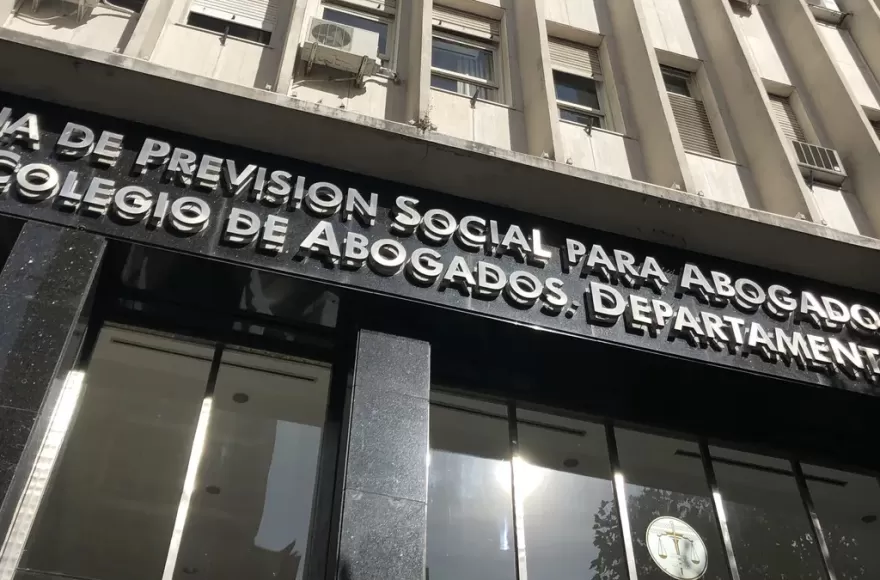 IA DE PREVISION SOCIAL PARA ABOGADO
COLEGIO DE ABOGADOS. DEPARTAMENT